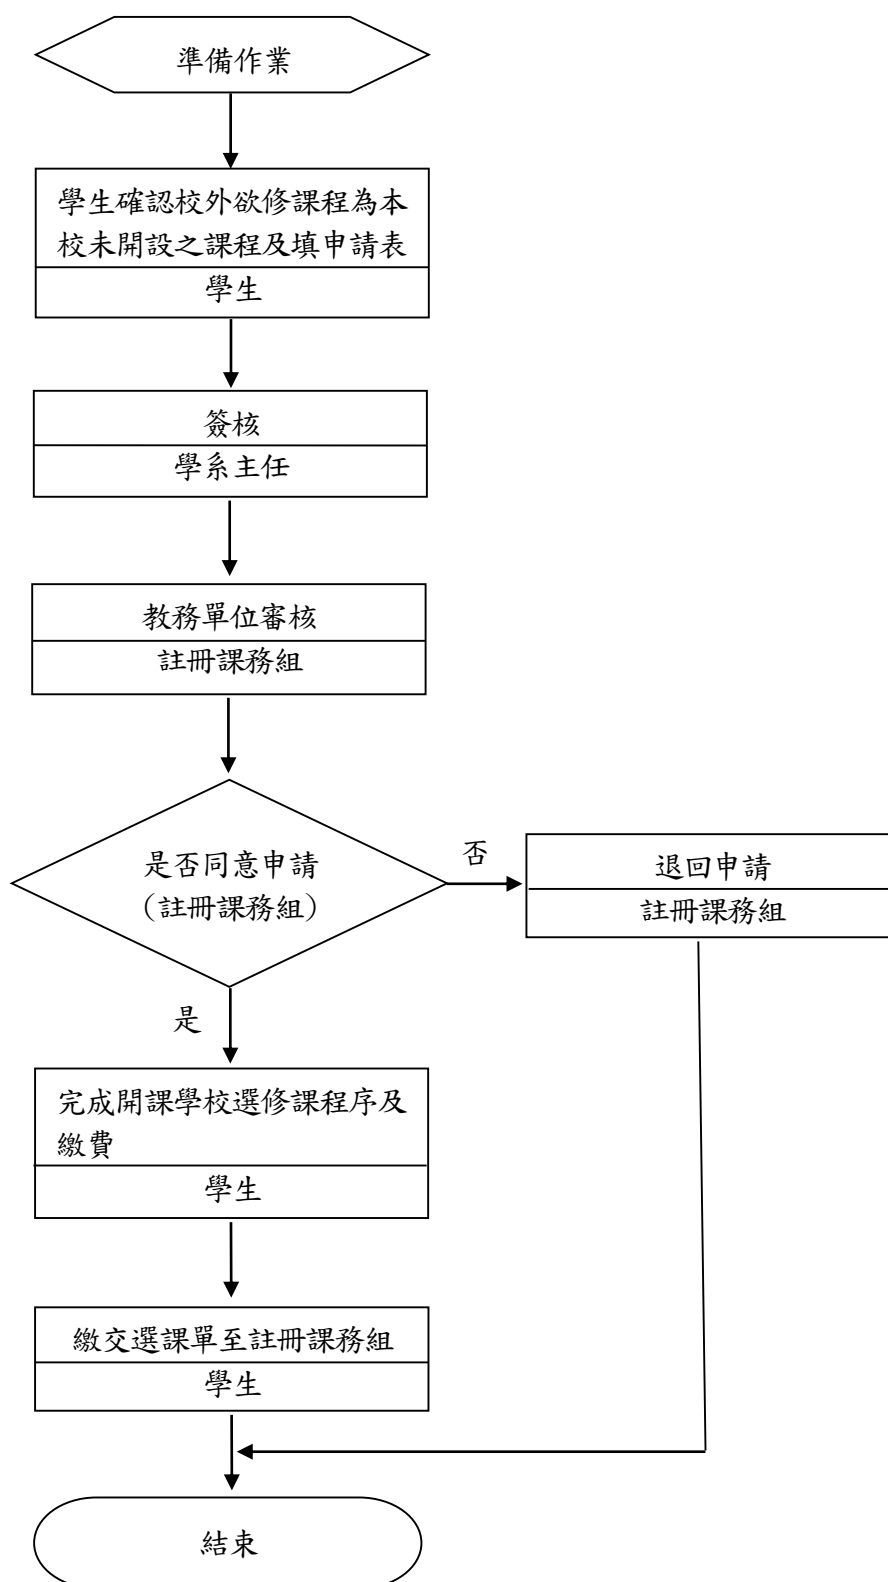 準備作業
學生確認校外欲修課程為本
校未開設之課程及填申請表
學生
簽核
學系主任
教務單位審核
註冊課務組
是否同意申請
（註冊課務組）
否
退回申請
註冊課務組
是
完成開課學校選修課程序及
繳費
學生
繳交選課單至註冊課務組
學生
結束